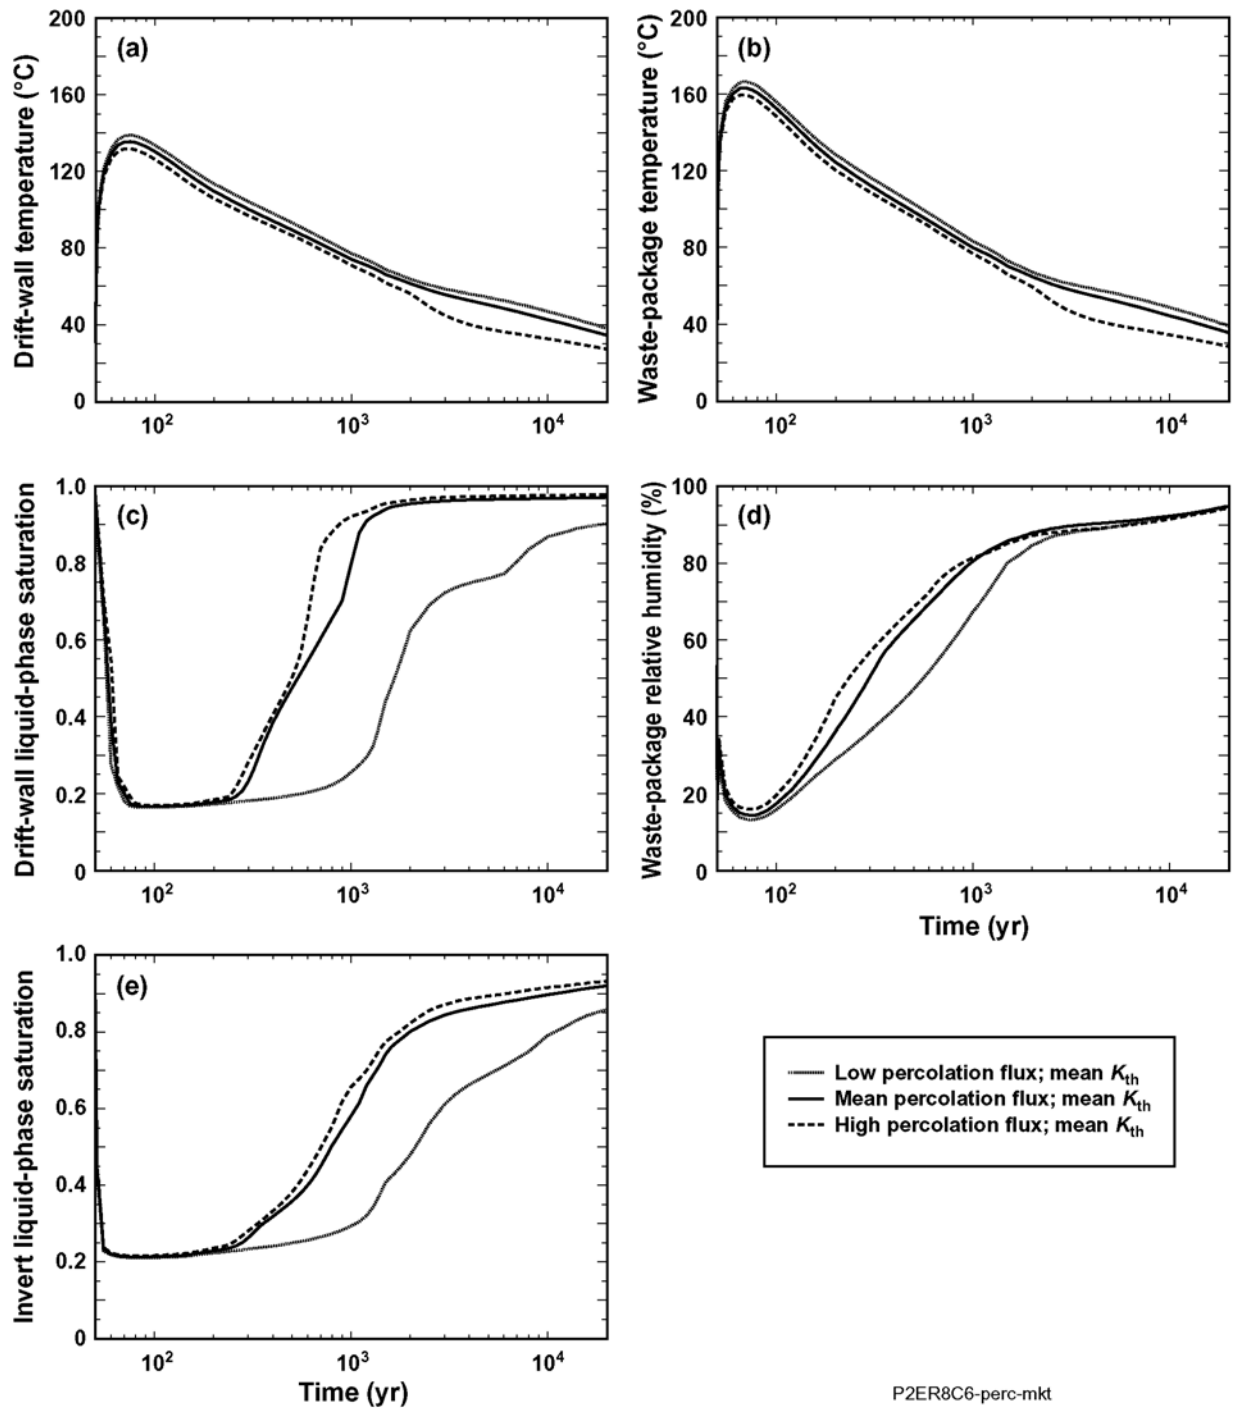 (a)
Drift-wall temperature (°C)
200
160
120
80
40
0
10²
10³
10⁴
(b)
Waste-package temperature (°C)
200
160
120
80
40
0
10²
10³
10⁴
(c)
Drift-wall liquid-phase saturation
1.0
0.8
0.6
0.4
0.2
0
10²
10³
10⁴
(d)
Waste-package relative humidity (%)
100
80
60
40
20
0
10²
10³
10⁴
Time (yr)
(e)
Invert liquid-phase saturation
1.0
0.8
0.6
0.4
0.2
0
10²
10³
10⁴
Time (yr)
Low percolation flux; mean Kth
Mean percolation flux; mean Kth
High percolation flux; mean Kth
P2ER8C6-perc-mkt